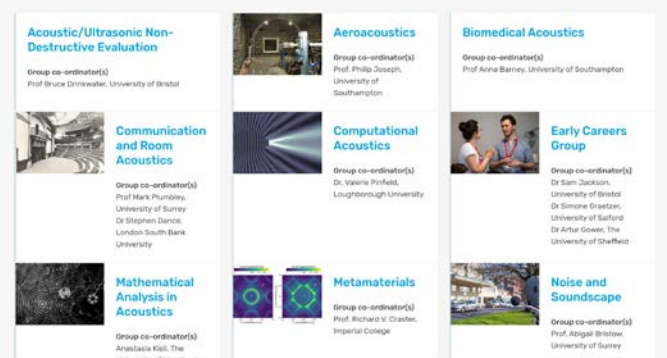 Acoustic/Ultrasonic Non-
Destructive Evaluation
Group co-ordinator(s)
Prof Bruce Drinkwater, University of Bristol
Aeroacoustics
Group co-ordinator(s)
Prof. Philip Joseph,
University of
Southampton
Biomedical Acoustics
Group co-ordinator(s)
Prof Anna Barney, University of Southampton
Communication
and Room
Acoustics
Group co-ordinator(s)
Prof Mark Plumbley,
University of Surrey
Dr Stephen Dance,
London South Bank
University
Computational
Acoustics
Group co-ordinator(s)
Dr. Valerie Pinfield,
Loughborough University
Early Careers
Group
Group co-ordinator(s)
Dr Sam Jackson,
University of Bristol
Dr Simone Graetzer,
University of Salford
Dr Artur Gower, The
University of Sheffield
Mathematical
Analysis in
Acoustics
Group co-ordinator(s)
Anastasia Kisil, The
Metamaterials
Group co-ordinator(s)
Prof. Richard V. Craster,
Imperial College
Noise and
Soundscape
Group co-ordinator(s)
Prof. Abigail Bristow,
University of Surrey